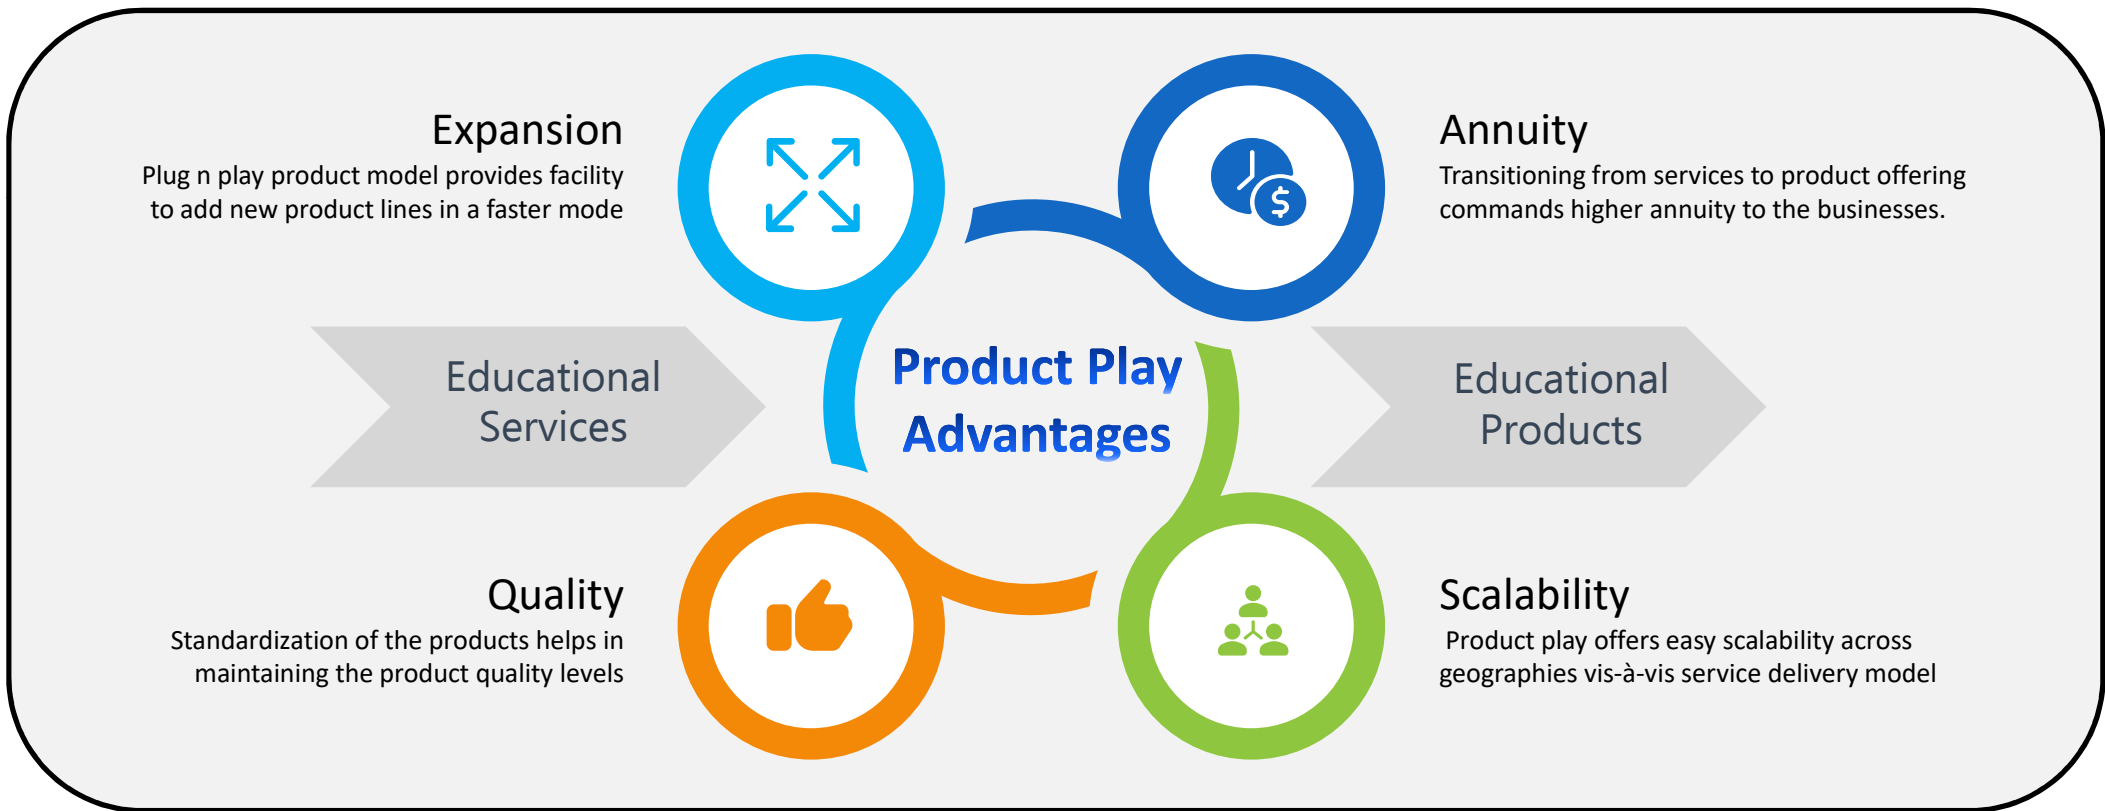 Expansion
Plug n play product model provides facility
to add new product lines in a faster mode
Annuity
Transitioning from services to product offering
commands higher annuity to the businesses.
Educational
Services
Product Play
Advantages
Educational
Products
Quality
Standardization of the products helps in
maintaining the product quality levels
Scalability
Product play offers easy scalability across
geographies vis-à-vis service delivery model
$